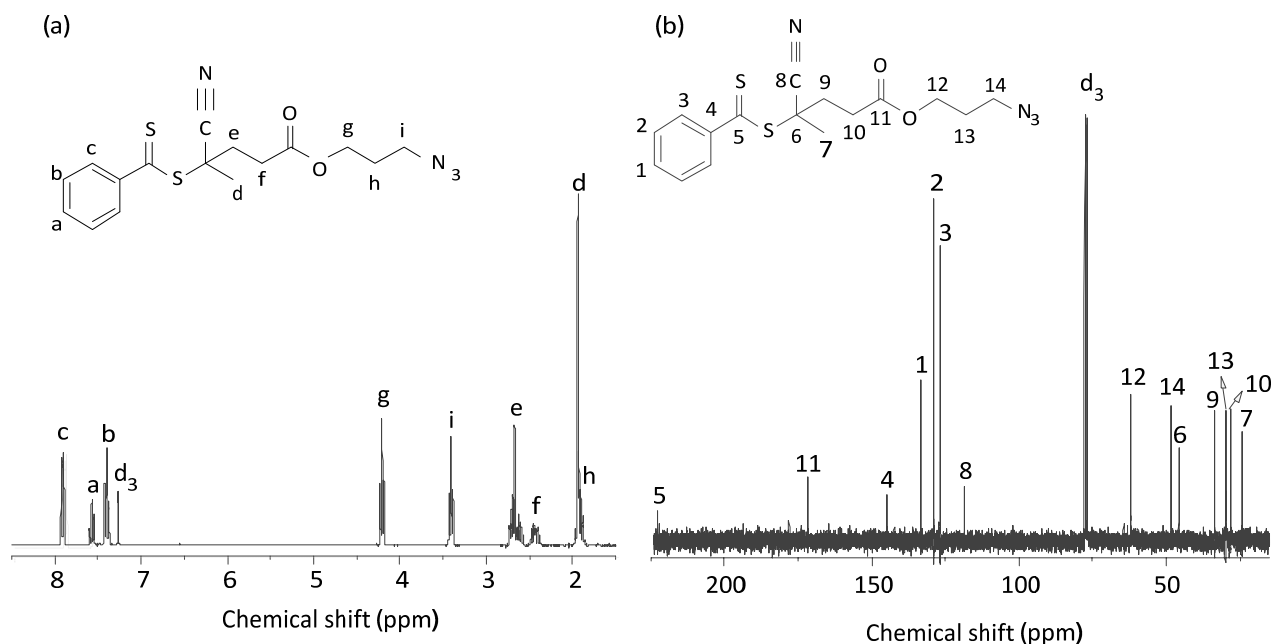 (a)
N
C
S
S
O
O
N3
a
b
c
d
e
f
g
h
i
c
a
b
d3
g
i
e
f
d
h
8 7 6 5 4 3 2
Chemical shift (ppm)
(b)
N
8 C
9
O
S
S
O
N3
1
2
3
4
5
6
7
10
11
12
13
14
d3
5
11
4
1
2
3
8
12
14
6
9
13
10
7
200 150 100 50
Chemical shift (ppm)